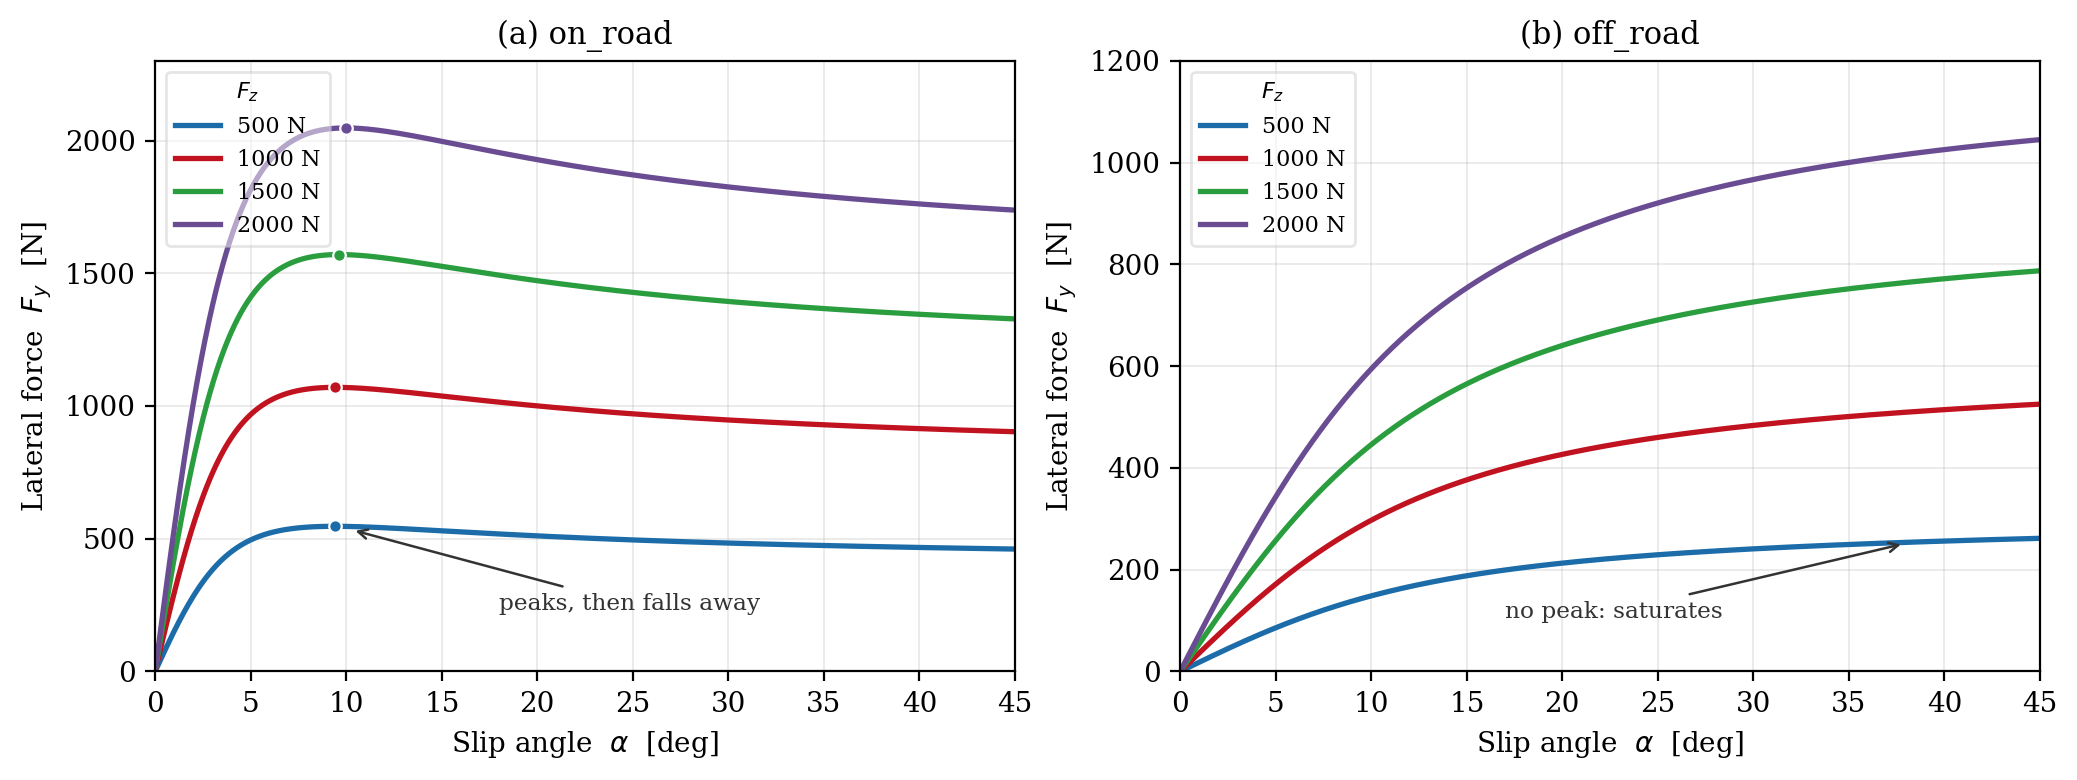 (a) on_road
F_z
500 N
1000 N
1500 N
2000 N
2000
1500
1000
500
0
Lateral force F_y [N]
peaks, then falls away
0 5 10 15 20 25 30 35 40 45
Slip angle α [deg]
(b) off_road
F_z
500 N
1000 N
1500 N
2000 N
1200
1000
800
600
400
200
0
Lateral force F_y [N]
no peak: saturates
0 5 10 15 20 25 30 35 40 45
Slip angle α [deg]